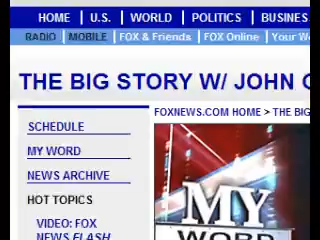 HOME | U.S. | WORLD | POLITICS | BUSINES
RADIO | MOBILE | FOX & Friends | FOX Online | Your W
THE BIG STORY W/ JOHN G
FOXNEWS.COM HOME > THE BIG
SCHEDULE
MY WORD
NEWS ARCHIVE
HOT TOPICS
VIDEO: FOX
NEWS FLASH
MY
WORD